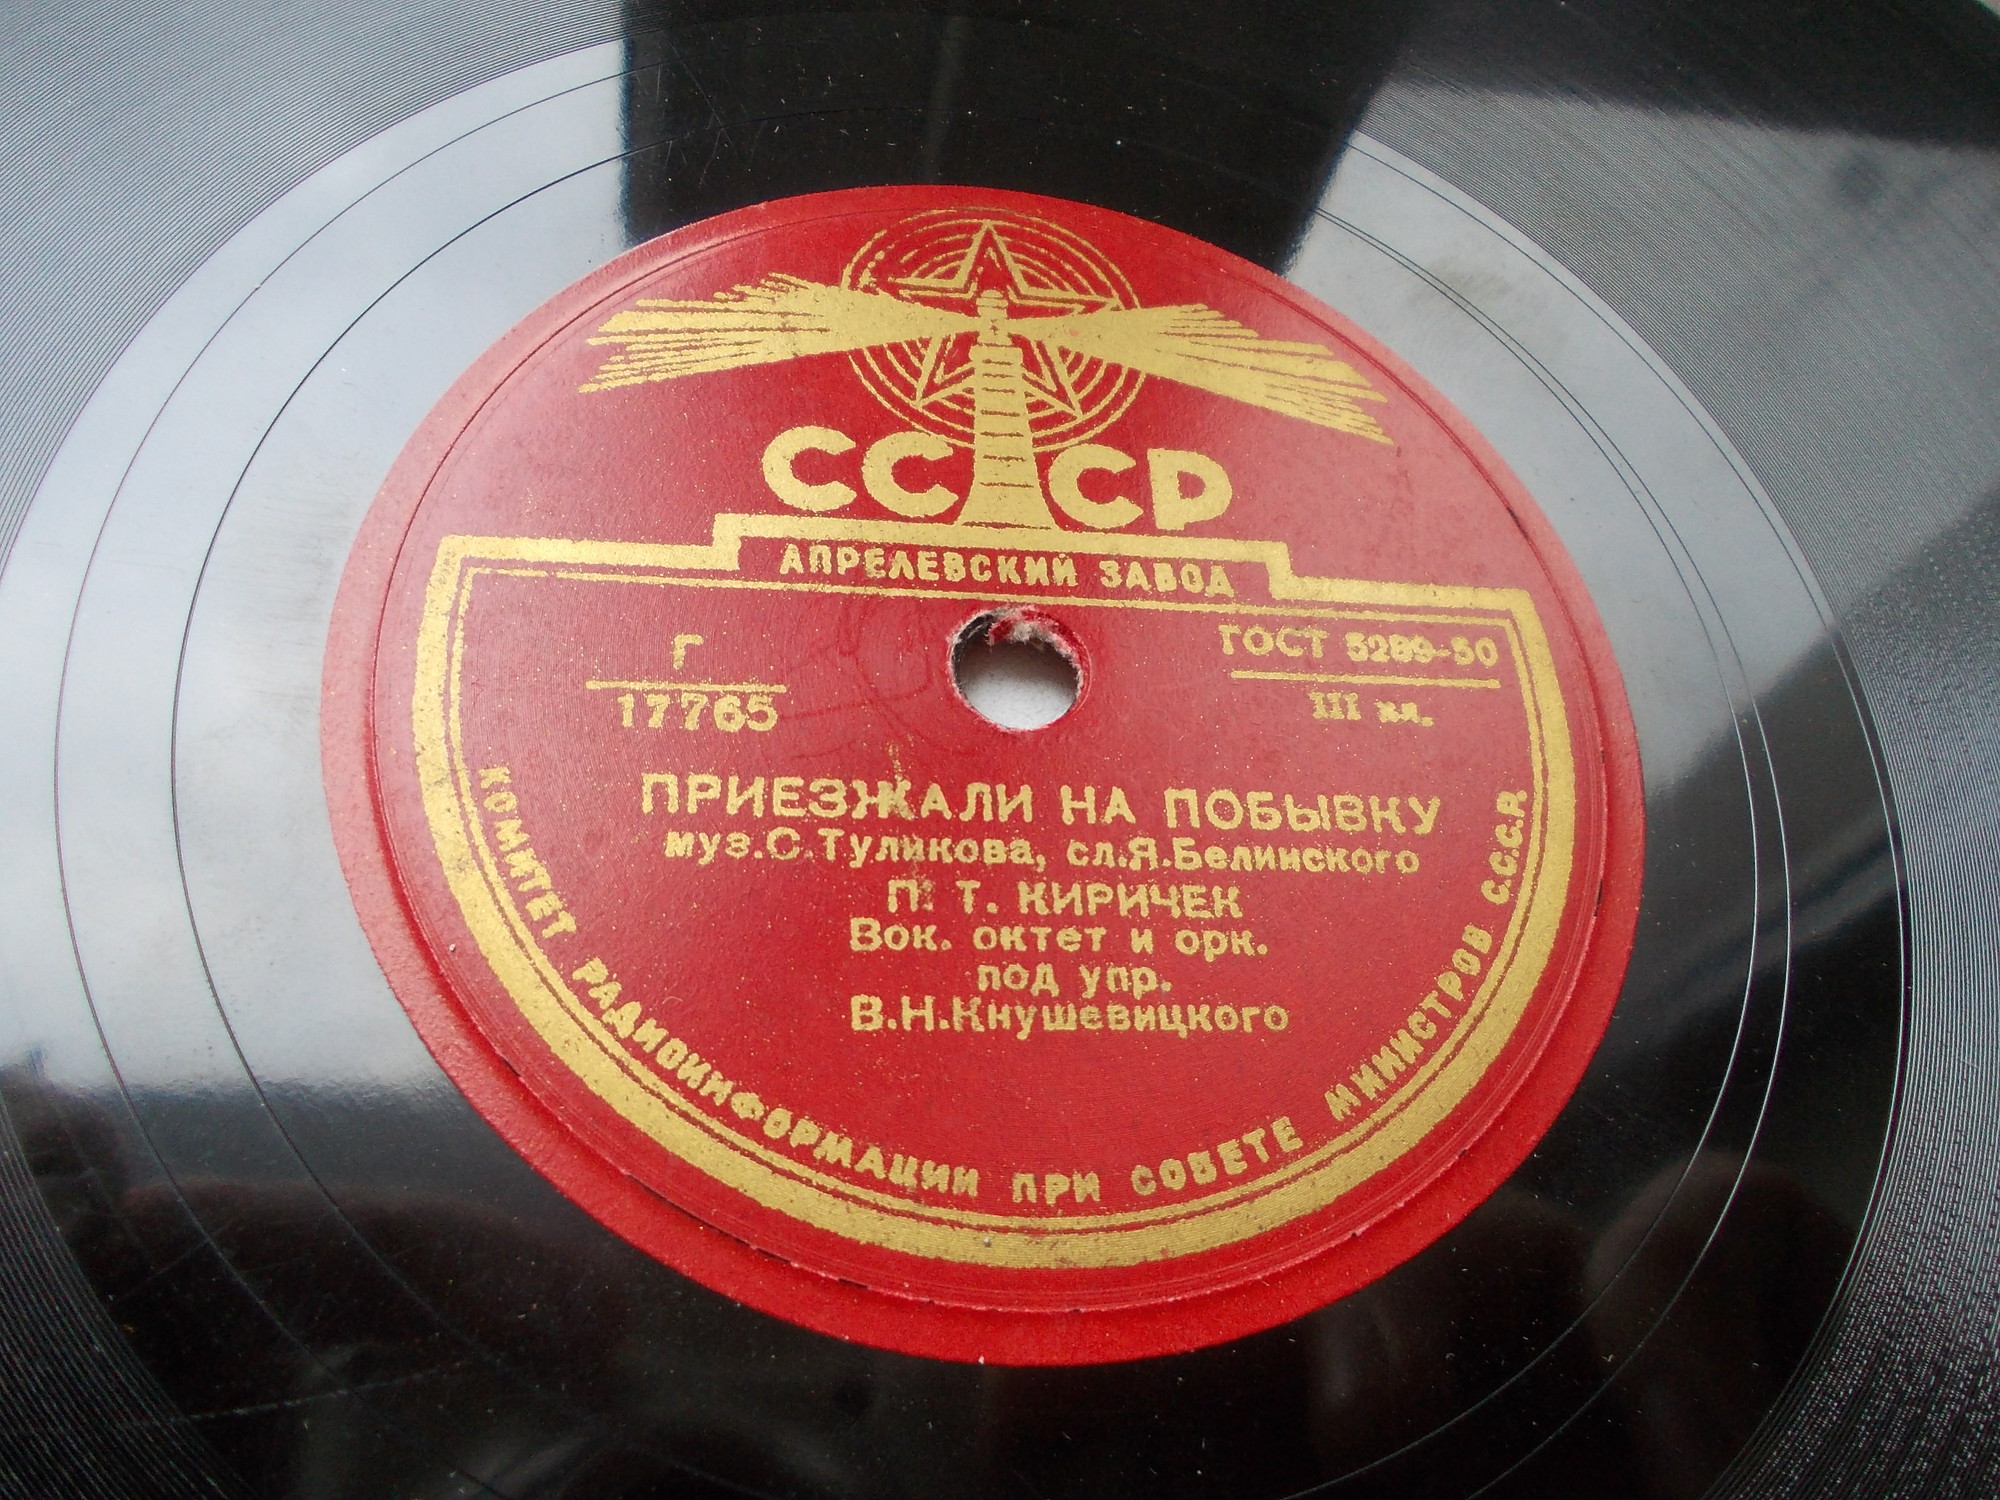 СССР
АПРЕЛЕВСКИЙ ЗАВОД
Г
17765
ГОСТ 5289-50
III кл.
ПРИЕЗЖАЛИ НА ПОБЫВКУ
муз.С.Туликова, сл.Я.Белинского
П. Т. КИРИЧЕК
Вок. октет и орк.
под упр.
В.Н.Кнушевицкого
КОМИТЕТ РАДИОИНФОРМАЦИИ ПРИ СОВЕТЕ МИНИСТРОВ С.С.С.Р.